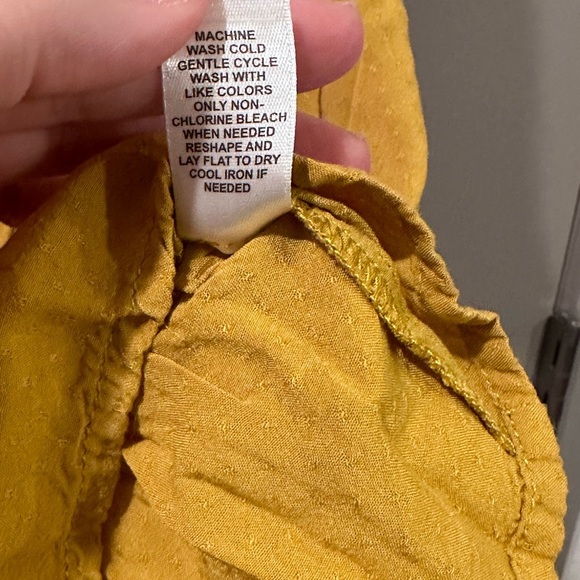 MACHINE
WASH COLD
GENTLE CYCLE
WASH WITH
LIKE COLORS
ONLY NON-
CHLORINE BLEACH
WHEN NEEDED
RESHAPE AND
LAY FLAT TO DRY
COOL IRON IF
NEEDED